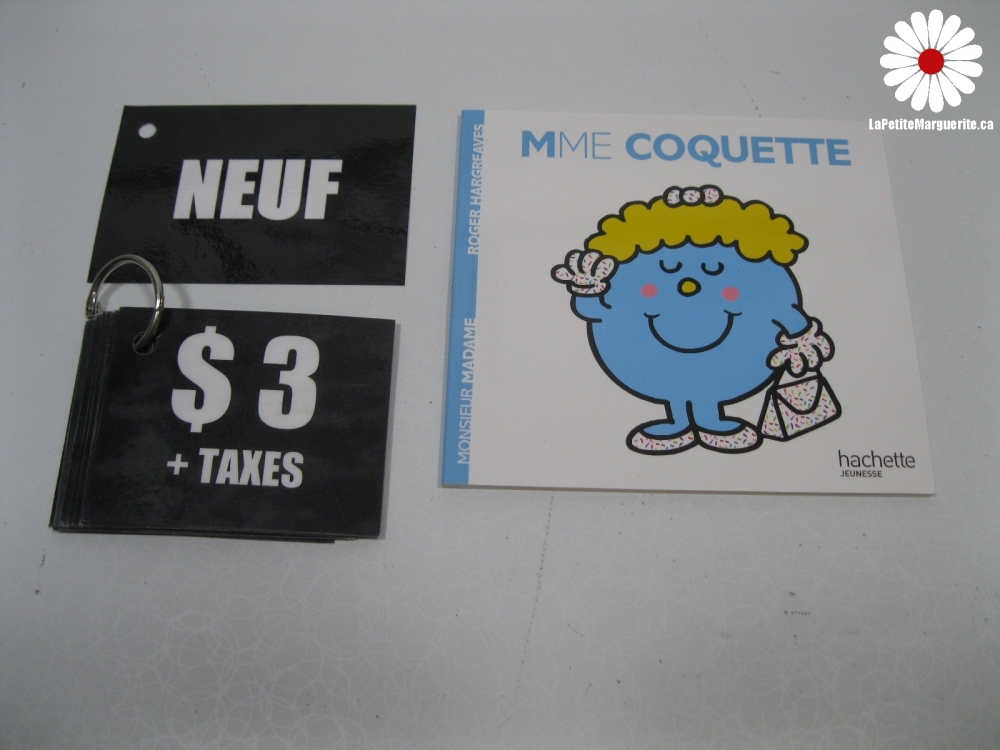 LaPetiteMarguerite.ca
NEUF
$ 3
+ TAXES
MONSIEUR MADAME
ROGER HARGREAVES
MME COQUETTE
hachette
JEUNESSE